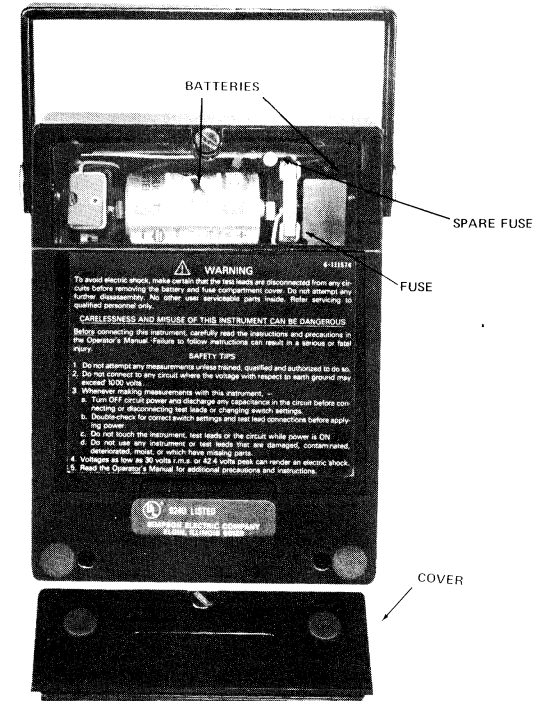 BATTERIES
SPARE FUSE
FUSE
6-111574
WARNING
To avoid electric shock, make certain that the test leads are disconnected from any cir-
cuits before removing the battery and fuse compartment cover. Do not attempt any
further disassembly. No other user serviceable parts inside. Refer servicing to
qualified personnel only.
CARELESSNESS AND MISUSE OF THIS INSTRUMENT CAN BE DANGEROUS
Before connecting this instrument, carefully read the instructions and precautions in
the Operator's Manual. Failure to follow instructions can result in a serious or fatal
injury.
SAFETY TIPS
1. Do not attempt any measurements unless trained, qualified and authorized to do so.
2. Do not connect to any circuit where the voltage with respect to earth ground may
exceed 1000 volts.
3. Whenever making measurements with this instrument, –
a. Turn OFF circuit power and discharge any capacitance in the circuit before con-
necting or disconnecting test leads or changing switch settings.
b. Double-check for correct switch settings and test lead connections before apply-
ing power.
c. Do not touch the instrument, test leads or the circuit while power is ON
d. Do not use any instrument or test leads that are damaged, contaminated,
deteriorated, moist, or which have missing parts.
4. Voltages as low as 30 volts r.m.s. or 42.4 volts peak can render an electric shock.
5. Read the Operator's Manual for additional precautions and instructions.
UL LISTED
SIMPSON ELECTRIC COMPANY
ELGIN, ILLINOIS
COVER